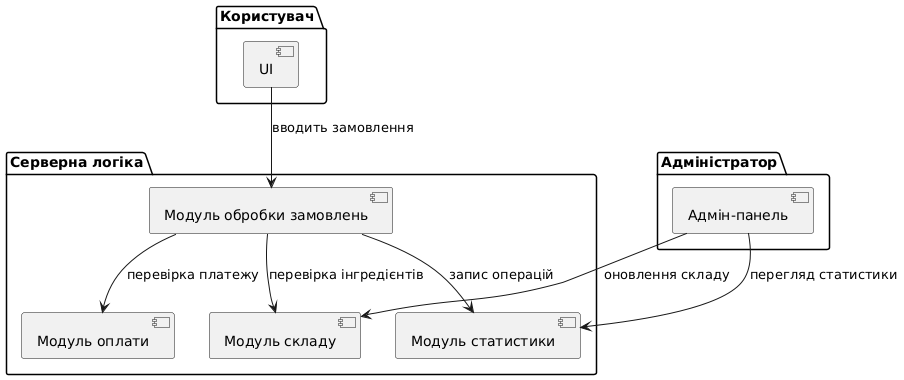 Користувач
UI
вводить замовлення
Серверна логіка
Адміністратор
Модуль обробки замовлень
Адмін-панель
перевірка платежу
перевірка інгредієнтів
запис операцій
оновлення складу
перегляд статистики
Модуль оплати
Модуль складу
Модуль статистики